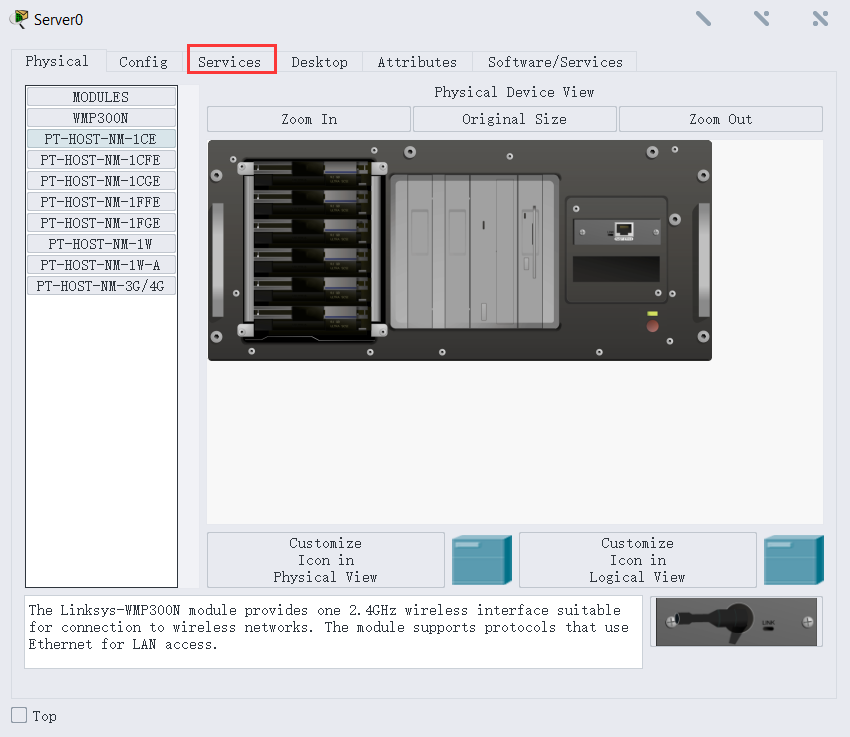 Server0
Physical
Config
Services
Desktop
Attributes
Software/Services
MODULES
WMP300N
PT-HOST-NM-1CE
PT-HOST-NM-1CFE
PT-HOST-NM-1CGE
PT-HOST-NM-1FFE
PT-HOST-NM-1FGE
PT-HOST-NM-1W
PT-HOST-NM-1W-A
PT-HOST-NM-3G/4G
Physical Device View
Zoom In
Original Size
Zoom Out
Customize
Icon in
Physical View
Customize
Icon in
Logical View
The Linksys-WMP300N module provides one 2.4GHz wireless interface suitable
for connection to wireless networks. The module supports protocols that use
Ethernet for LAN access.
LINK
Top